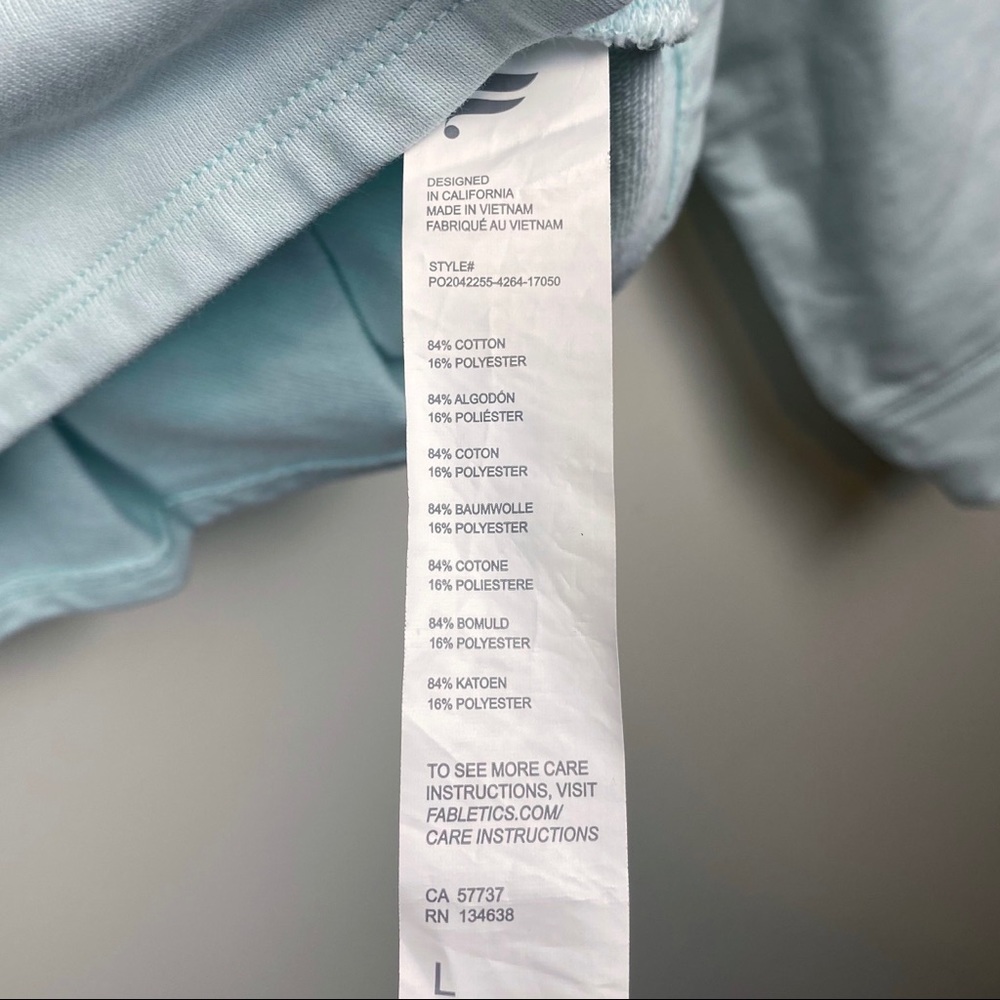 DESIGNED
IN CALIFORNIA
MADE IN VIETNAM
FABRIQUÉ AU VIETNAM
STYLE#
PO2042255-4264-17050
84% COTTON
16% POLYESTER
84% ALGODÓN
16% POLIÉSTER
84% COTON
16% POLYESTER
84% BAUMWOLLE
16% POLYESTER
84% COTONE
16% POLIESTERE
84% BOMULD
16% POLYESTER
84% KATOEN
16% POLYESTER
TO SEE MORE CARE
INSTRUCTIONS, VISIT
FABLETICS.COM/
CARE INSTRUCTIONS
CA 57737
RN 134638
L